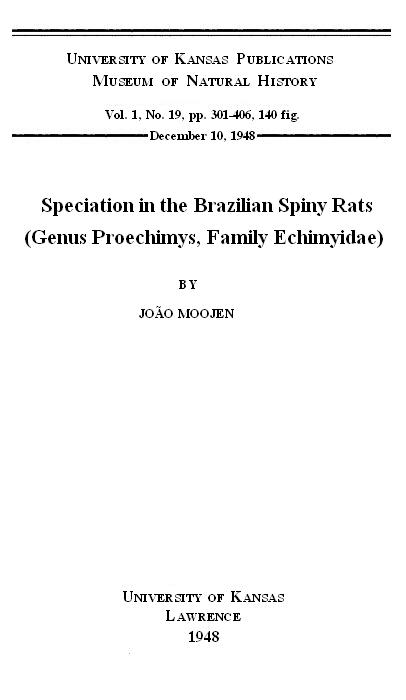 University of Kansas Publications
Museum of Natural History
Vol. 1, No. 19, pp. 301-406, 140 fig.
December 10, 1948
Speciation in the Brazilian Spiny Rats
(Genus Proechimys, Family Echimyidae)
BY
JOÃO MOOJEN
University of Kansas
Lawrence
1948